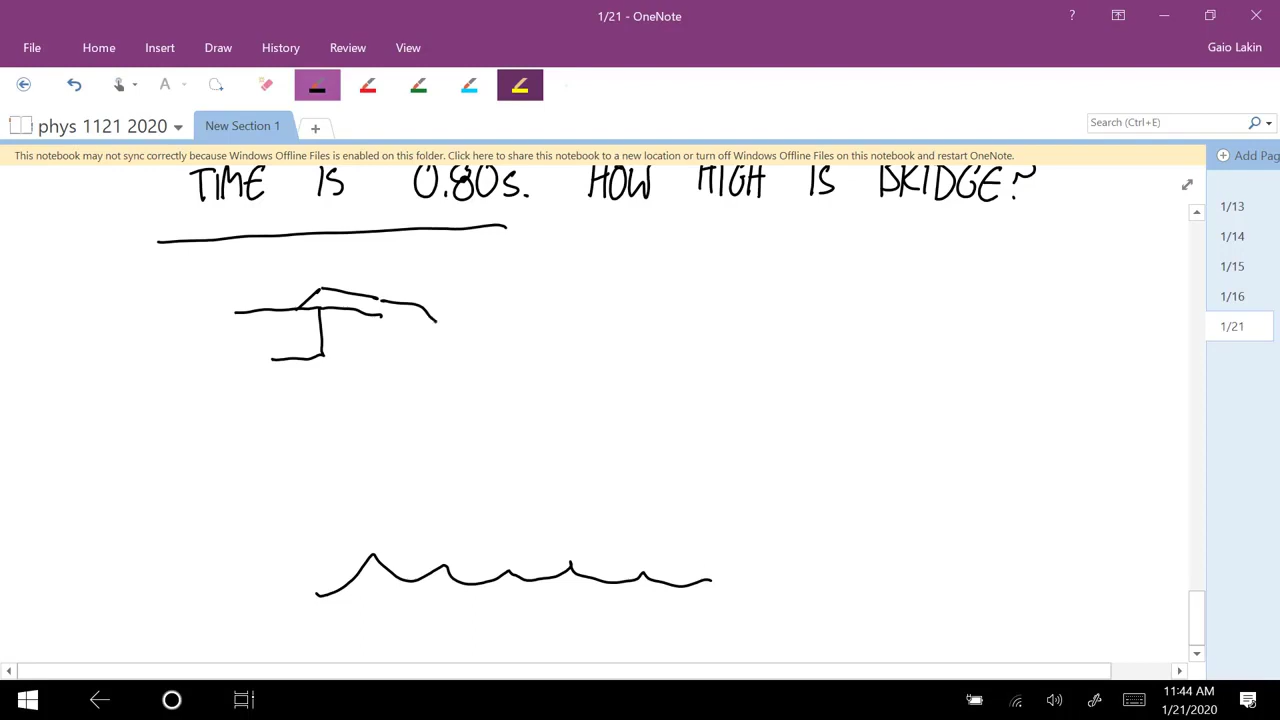 1/21 - OneNote
?
File Home Insert Draw History Review View Gaio Lakin
A
phys 1121 2020 New Section 1 + Search (Ctrl+E)
This notebook may not sync correctly because Windows Offline Files is enabled on this folder. Click here to share this notebook to a new location or turn off Windows Offline Files on this notebook and restart OneNote.
Add Pag
TIME IS 0.80s. HOW HIGH IS BRIDGE?
1/13
1/14
1/15
1/16
1/21
11:44 AM
1/21/2020